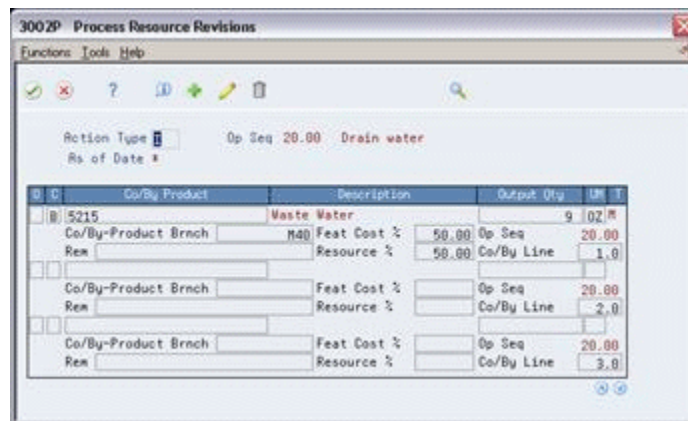 3002P Process Resource Revisions
Functions Tools Help
Action Type I Op Seq 20.00 Drain water
As of Date *
O C Co/By Product Description Output Qty UM T
B 5215 Waste Water 9 OZ M
Co/By-Product Brnch M40 Feat Cost % 50.00 Op Seq 20.00
Rem Resource % 50.00 Co/By Line 1.0
Co/By-Product Brnch Feat Cost % Op Seq 20.00
Rem Resource % Co/By Line 2.0
Co/By-Product Brnch Feat Cost % Op Seq 20.00
Rem Resource % Co/By Line 3.0